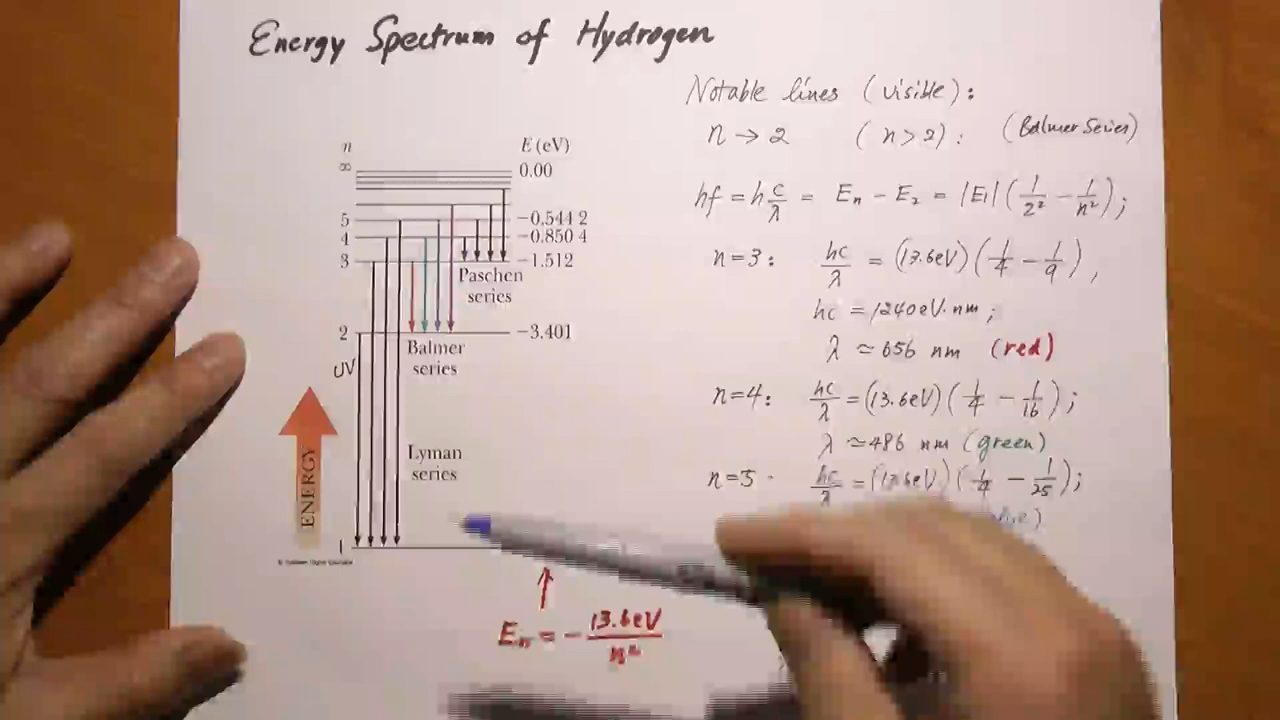 Energy Spectrum of Hydrogen
Notable lines (visible):
n → 2 (n > 2): (Balmer Series)
hf = h c/λ = En − E2 = |E1| (1/2² − 1/n²);
n=3: hc/λ = (13.6eV) (1/4 − 1/9),
hc = 1240 eV·nm;
λ ≃ 656 nm (red)
n=4: hc/λ = (13.6eV) (1/4 − 1/16);
λ ≃ 486 nm (green)
n=5 hc/λ = (13.6eV) (1/4 − 1/25);
n E (eV)
∞ 0.00
5 −0.544 2
4 −0.850 4
3 −1.512
Paschen
series
2 −3.401
Balmer
series
UV
Lyman
series
ENERGY
1
En = − 13.6eV/n²